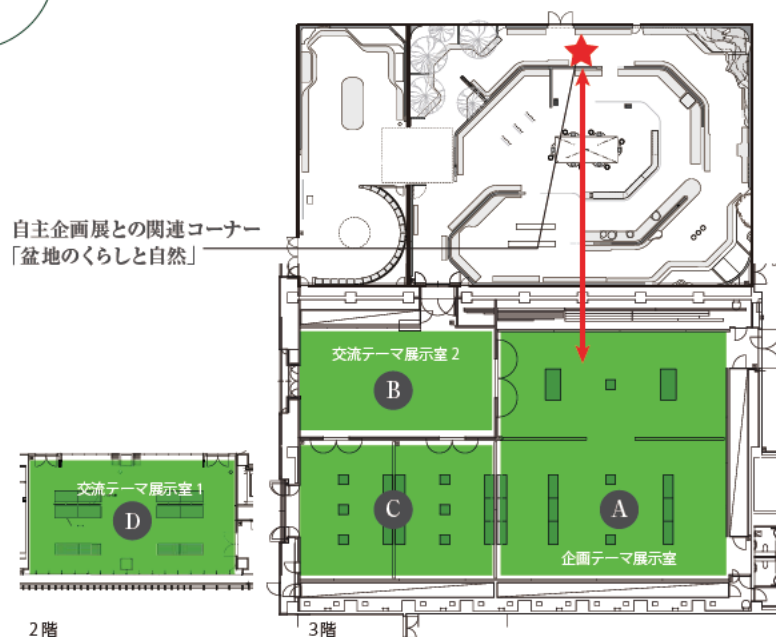 自主企画展との関連コーナー
「盆地のくらしと自然」
交流テーマ展示室 2
B
交流テーマ展示室 1
D
C
A
企画テーマ展示室
2 階
3 階